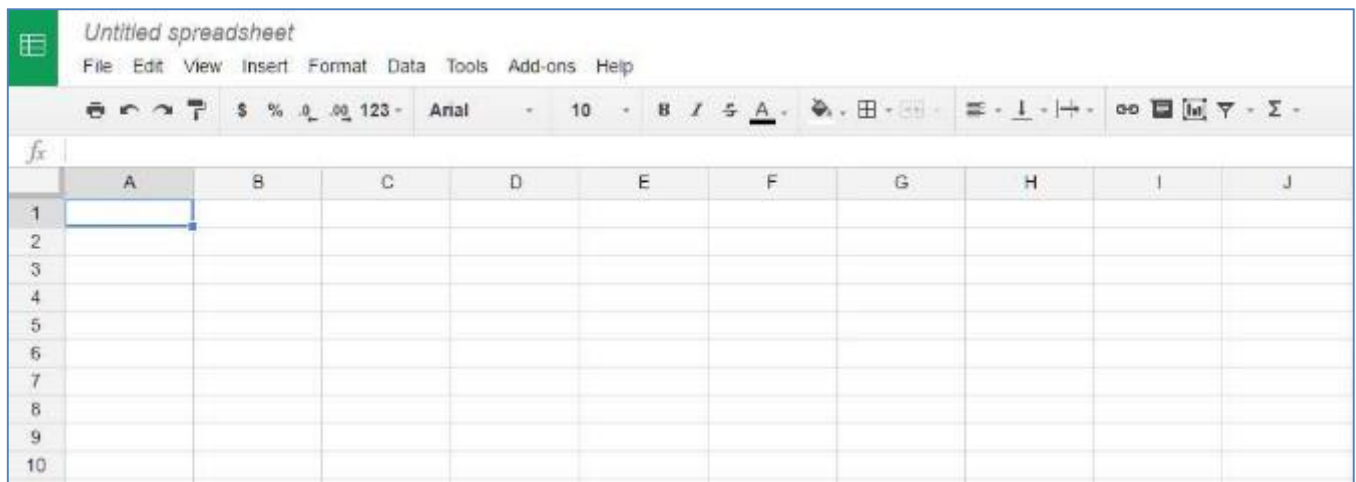 Untitled spreadsheet
File Edit View Insert Format Data Tools Add-ons Help
$ % .0 .00 123 Arial 10 B I S A Σ
fx
A B C D E F G H I J
1
2
3
4
5
6
7
8
9
10